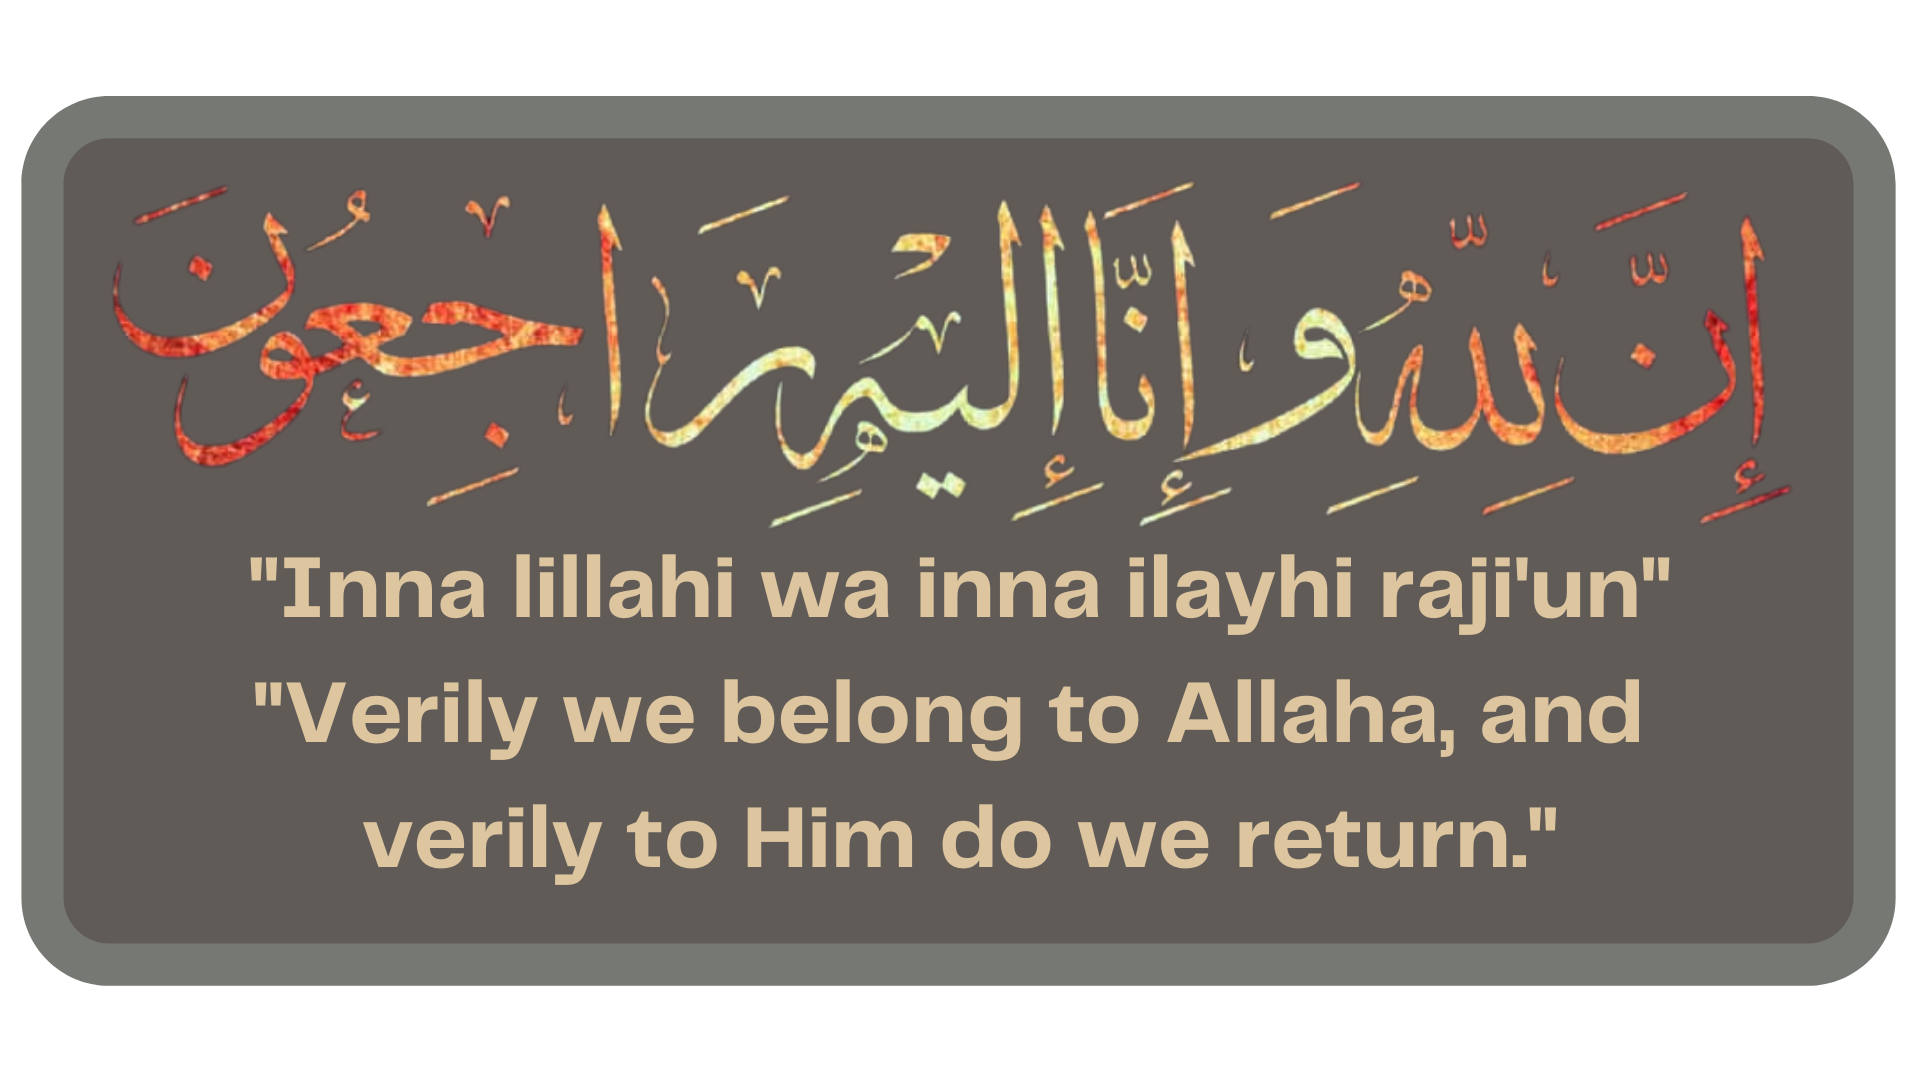 إِنَّ لِلَّهِ وَإِنَّا إِلَيْهِ رَاجِعُونَ
"Inna lillahi wa inna ilayhi raji'un"
"Verily we belong to Allaha, and
verily to Him do we return."